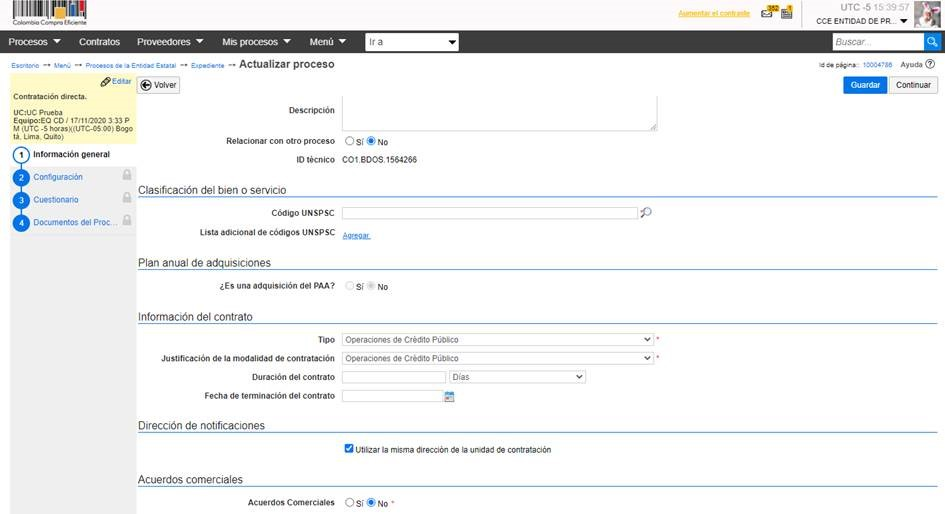 Colombia Compra Eficiente
Aumentar el contraste
352
1
UTC -5 15:39:57
CCE ENTIDAD DE PR...
Procesos
Contratos
Proveedores
Mis procesos
Menú
Ir a
Buscar...
Escritorio → Menú → Procesos de la Entidad Estatal → Expediente → Actualizar proceso
Id de página:: 10004786 Ayuda ?
Editar
Volver
Guardar
Continuar
Contratación directa.
UC:UC Prueba
Equipo:EQ CD / 17/11/2020 3:33 P
M (UTC -5 horas)((UTC-05:00) Bogo
tá, Lima, Quito)
1 Información general
2 Configuración
3 Cuestionario
4 Documentos del Proc...
Descripción
Relacionar con otro proceso Sí No
ID técnico CO1.BDOS.1564266
Clasificación del bien o servicio
Código UNSPSC
Lista adicional de códigos UNSPSC Agregar
Plan anual de adquisiciones
¿Es una adquisición del PAA? Sí No
Información del contrato
Tipo Operaciones de Crédito Público *
Justificación de la modalidad de contratación Operaciones de Crédito Público *
Duración del contrato Días
Fecha de terminación del contrato
Dirección de notificaciones
Utilizar la misma dirección de la unidad de contratación
Acuerdos comerciales
Acuerdos Comerciales Sí No *